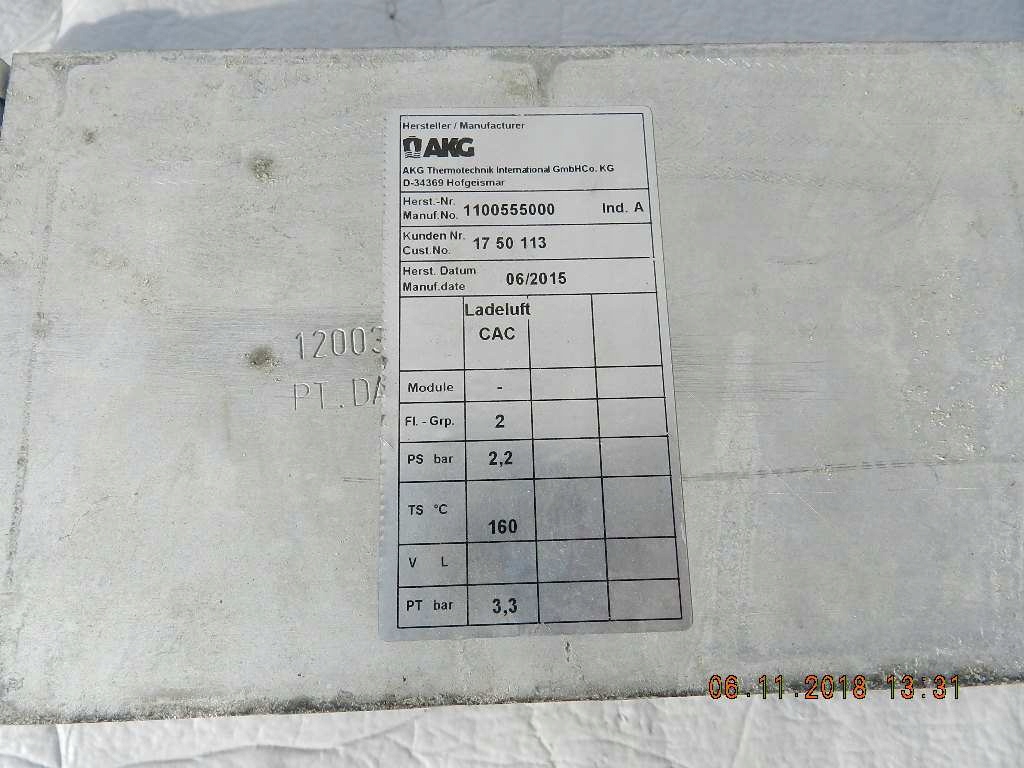 Hersteller / Manufacturer
AKG
AKG Thermotechnik International GmbHCo. KG
D-34369 Hofgeismar
Herst.-Nr.
Manuf.No. 1100555000 Ind. A
Kunden Nr.
Cust.No. 17 50 113
Herst. Datum
Manuf.date 06/2015
Ladeluft
CAC
Module -
Fl. - Grp. 2
PS bar 2,2
TS °C 160
V L
PT bar 3,3
12003
PT.DA
06.11.2018 13:31